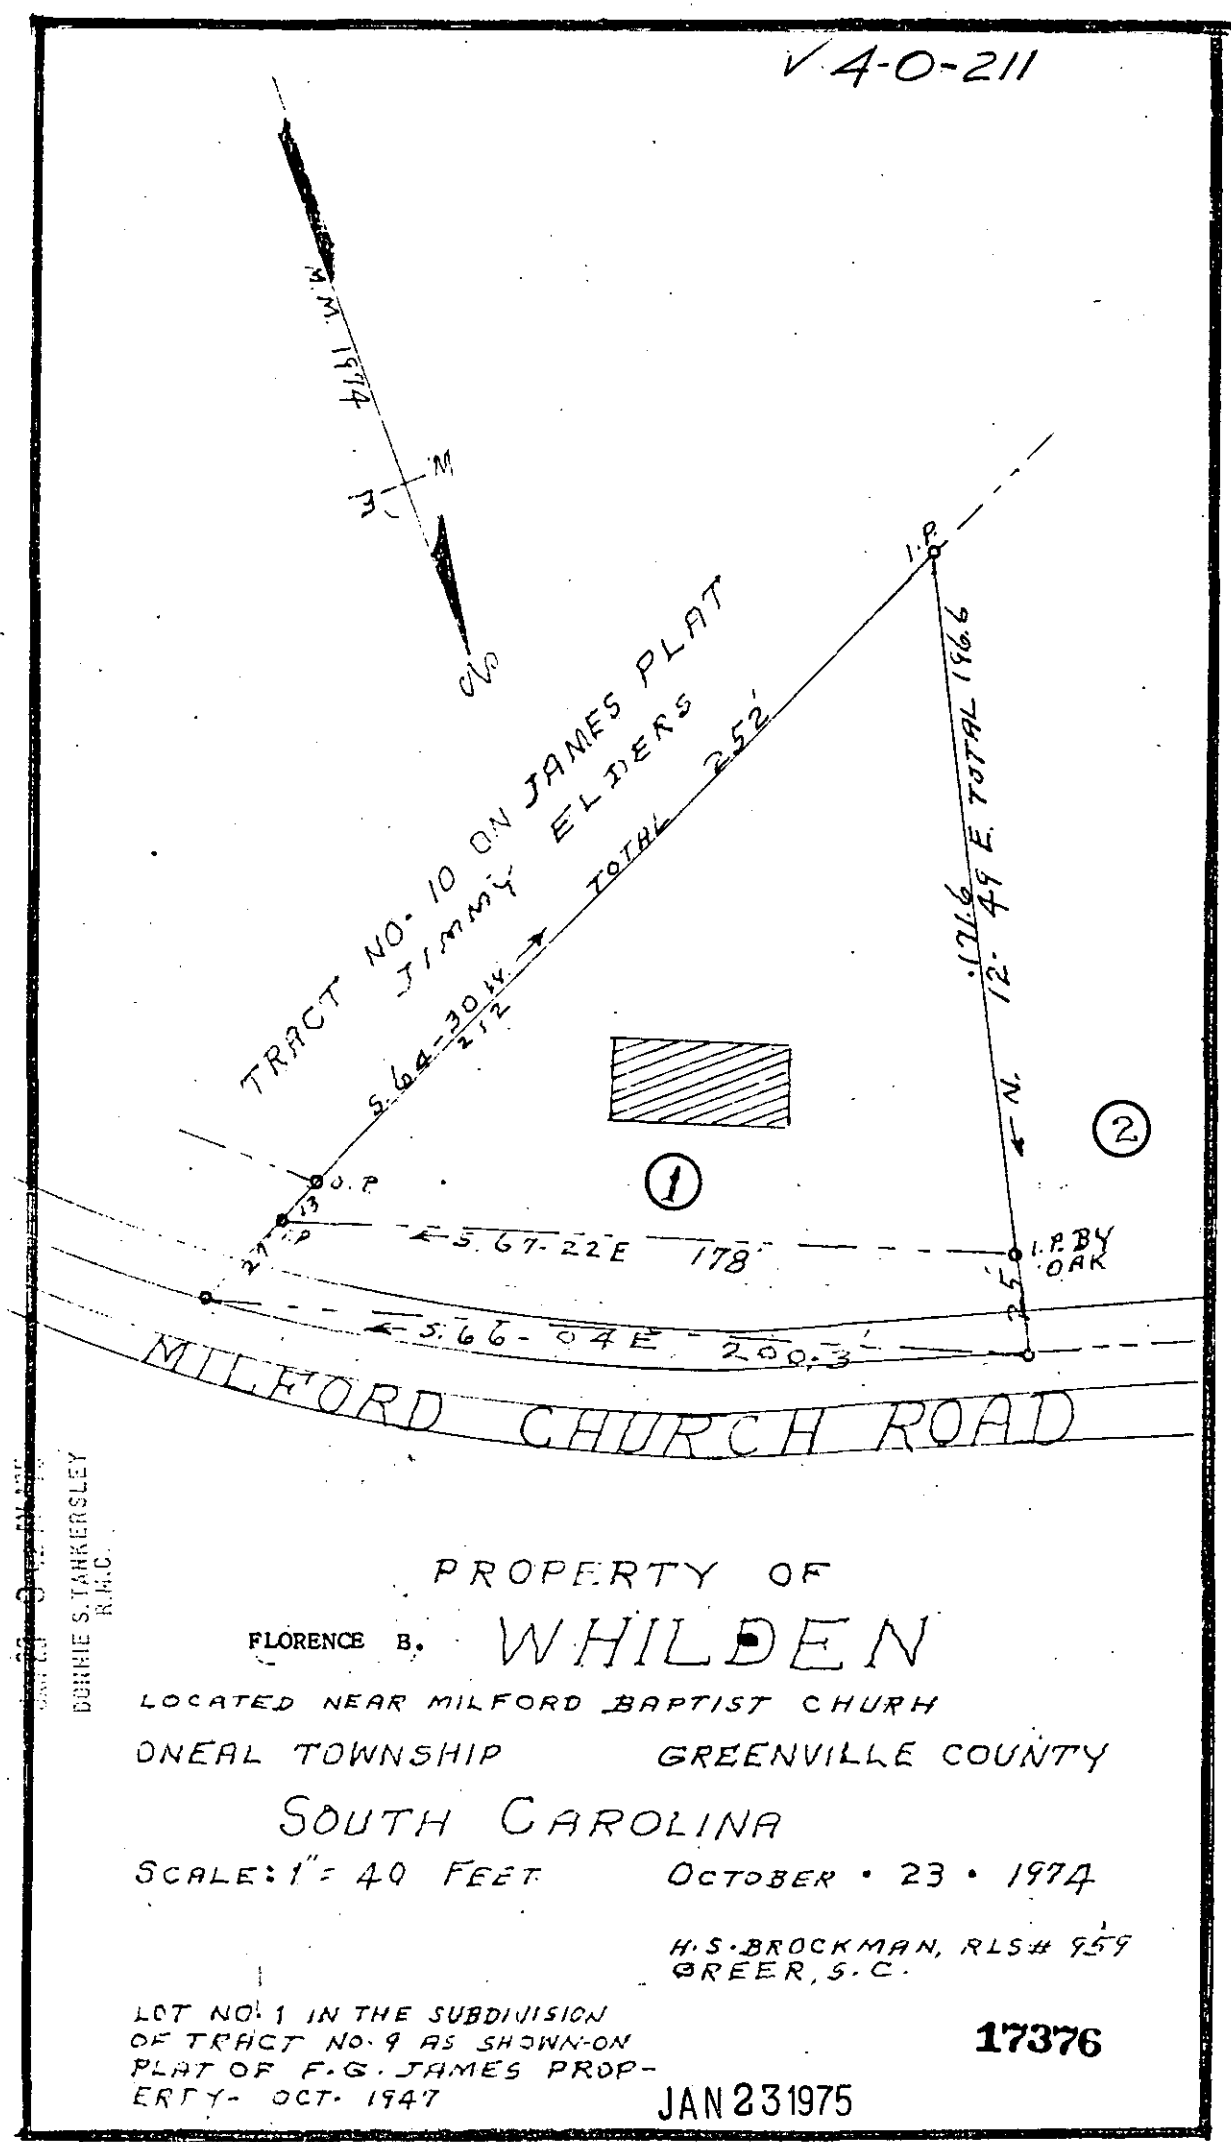 ✓ 4-0-211
M.M. 1974
W
E
S
I.P.
TRACT NO. 10 ON JAMES PLAT
JIMMY ELDERS
S. 64-30 W. → TOTAL 252'
212
N. 12-49 E. TOTAL 196.6
171.6
①
②
O.P.
13
I.P.
27
← S. 67-22 E 178'
I.P. BY
OAK
25'
← S. 66-04 E - 200.3'
MILFORD CHURCH ROAD
DONNIE S. TANKERSLEY
R.M.C.
PROPERTY OF
FLORENCE B. WHILDEN
LOCATED NEAR MILFORD BAPTIST CHURH
ONEAL TOWNSHIP GREENVILLE COUNTY
SOUTH CAROLINA
SCALE: 1" = 40 FEET OCTOBER • 23 • 1974
H.S. BROCKMAN, RLS# 959
GREER, S.C.
LOT NO. 1 IN THE SUBDIVISION
OF TRACT NO. 9 AS SHOWN ON
PLAT OF F.G. JAMES PROP-
ERTY - OCT. 1947
17376
JAN 23 1975